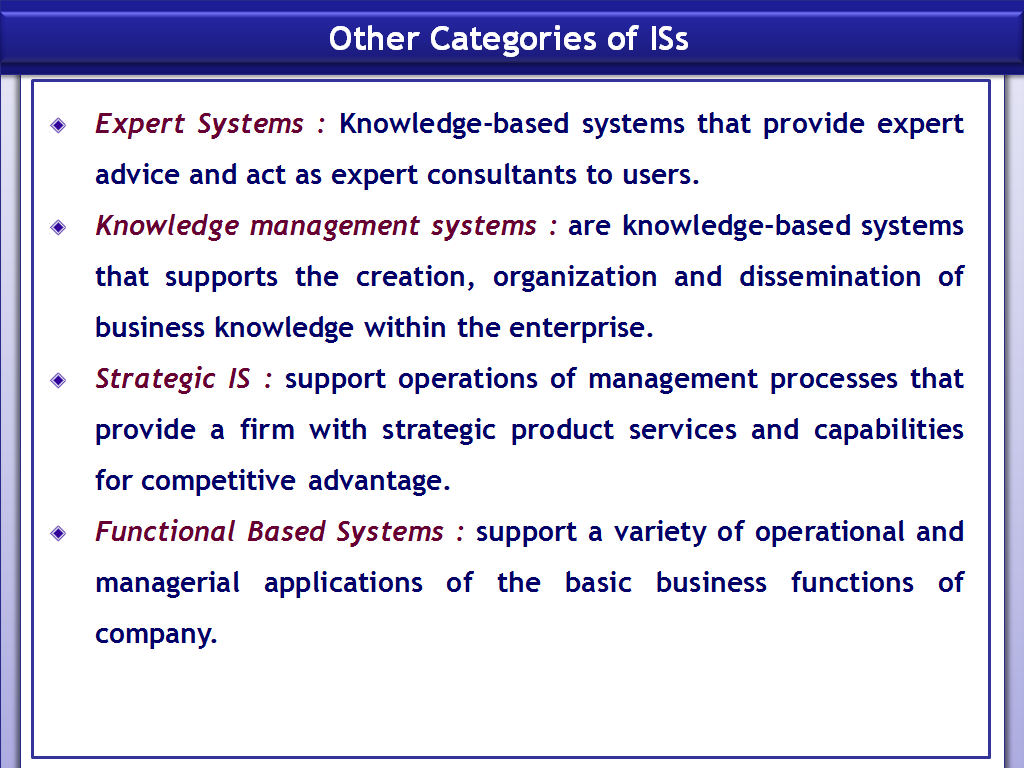 Other Categories of ISs
Expert Systems : Knowledge-based systems that provide expert
advice and act as expert consultants to users.
Knowledge management systems : are knowledge-based systems
that supports the creation, organization and dissemination of
business knowledge within the enterprise.
Strategic IS : support operations of management processes that
provide a firm with strategic product services and capabilities
for competitive advantage.
Functional Based Systems : support a variety of operational and
managerial applications of the basic business functions of
company.